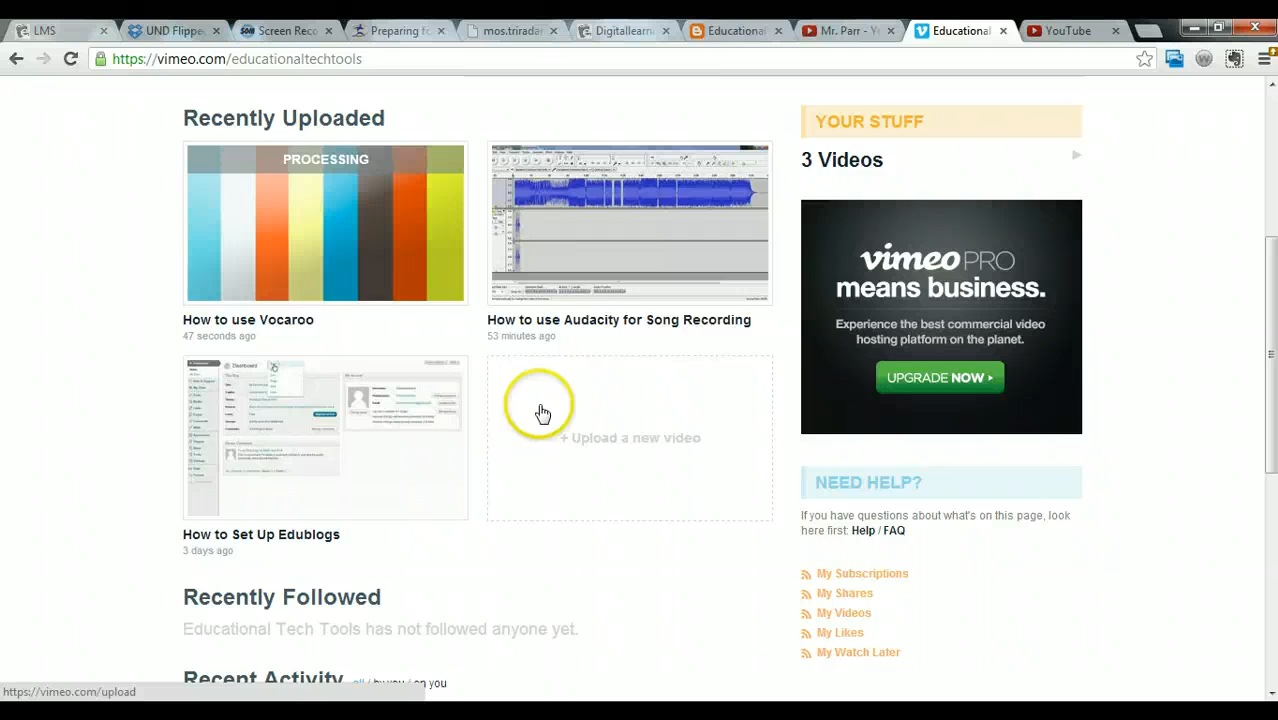 LMS
UND Flippe
Screen Reco
Preparing fo
mos.triradar
Digitallearn
Educational
Mr. Parr - Yo
Educational
YouTube
https://vimeo.com/educationaltechtools
Recently Uploaded
YOUR STUFF
3 Videos
PROCESSING
How to use Vocaroo
47 seconds ago
How to use Audacity for Song Recording
53 minutes ago
vimeo PRO
means business.
Experience the best commercial video
hosting platform on the planet.
UPGRADE NOW
Dashboard
+ Upload a new video
How to Set Up Edublogs
3 days ago
NEED HELP?
If you have questions about what's on this page, look
here first: Help / FAQ
My Subscriptions
My Shares
My Videos
My Likes
My Watch Later
Recently Followed
Educational Tech Tools has not followed anyone yet.
Recent Activity all / by you / on you
https://vimeo.com/upload